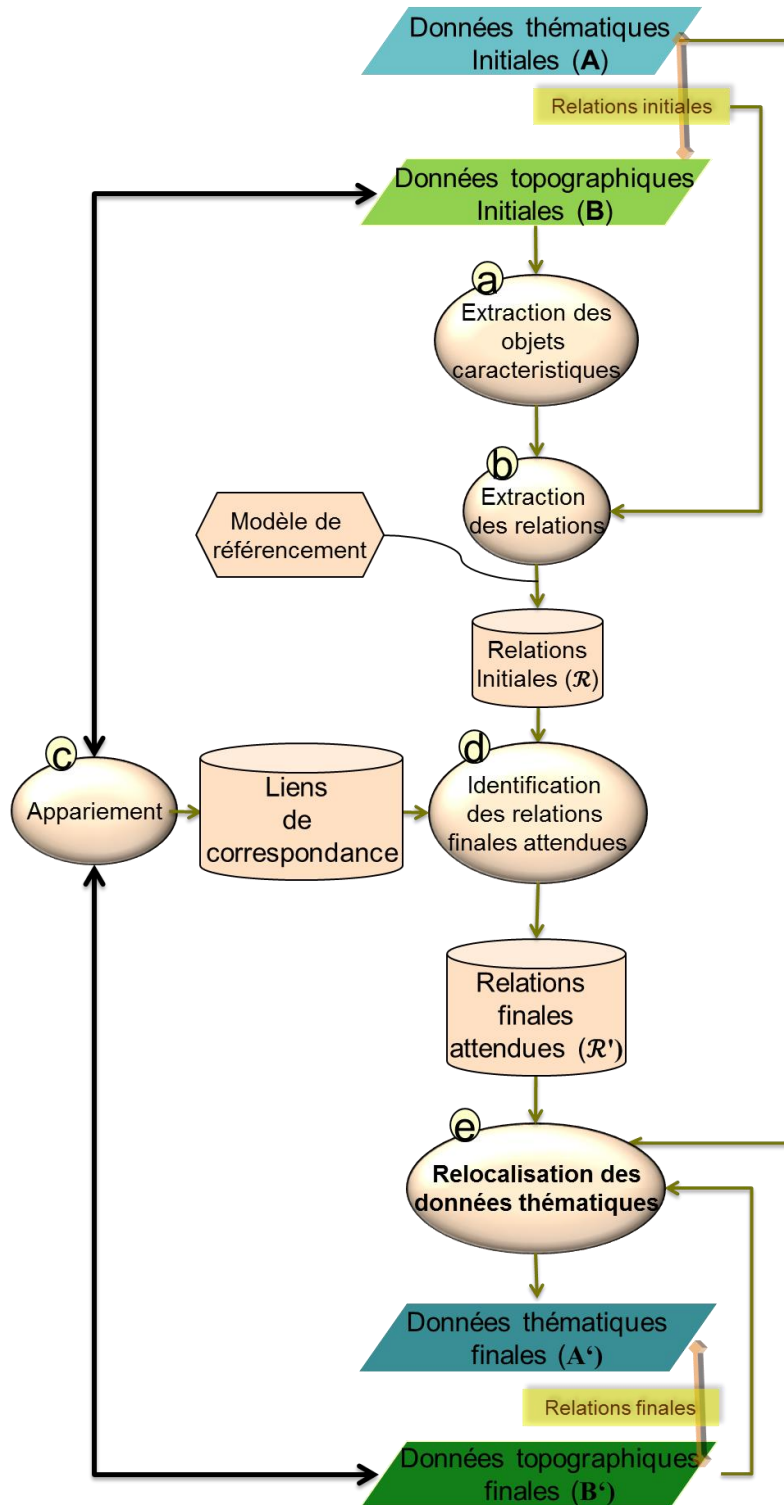 Données thématiques
Initiales (A)
Relations initiales
Données topographiques
Initiales (B)
a
Extraction des
objets
caracteristiques
b
Extraction
des relations
Modèle de
référencement
Relations
Initiales (ℛ)
c
Appariement
Liens
de
correspondance
d
Identification
des relations
finales attendues
Relations
finales
attendues (ℛ')
e
Relocalisation des
données thématiques
Données thématiques
finales (A‘)
Relations finales
Données topographiques
finales (B‘)